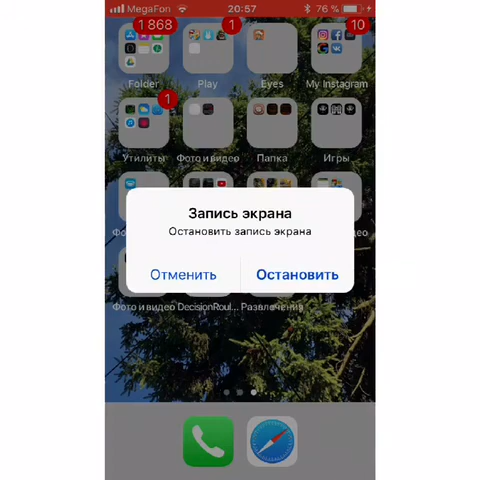 MegaFon 20:57 76 %
1 868 1 10
Folder Play Eyes My Instagram
1
Утилиты Фото и видео Папка Игры
Запись экрана
Остановить запись экрана
Отменить Остановить
Фото и видео DecisionRoul... Развлечения